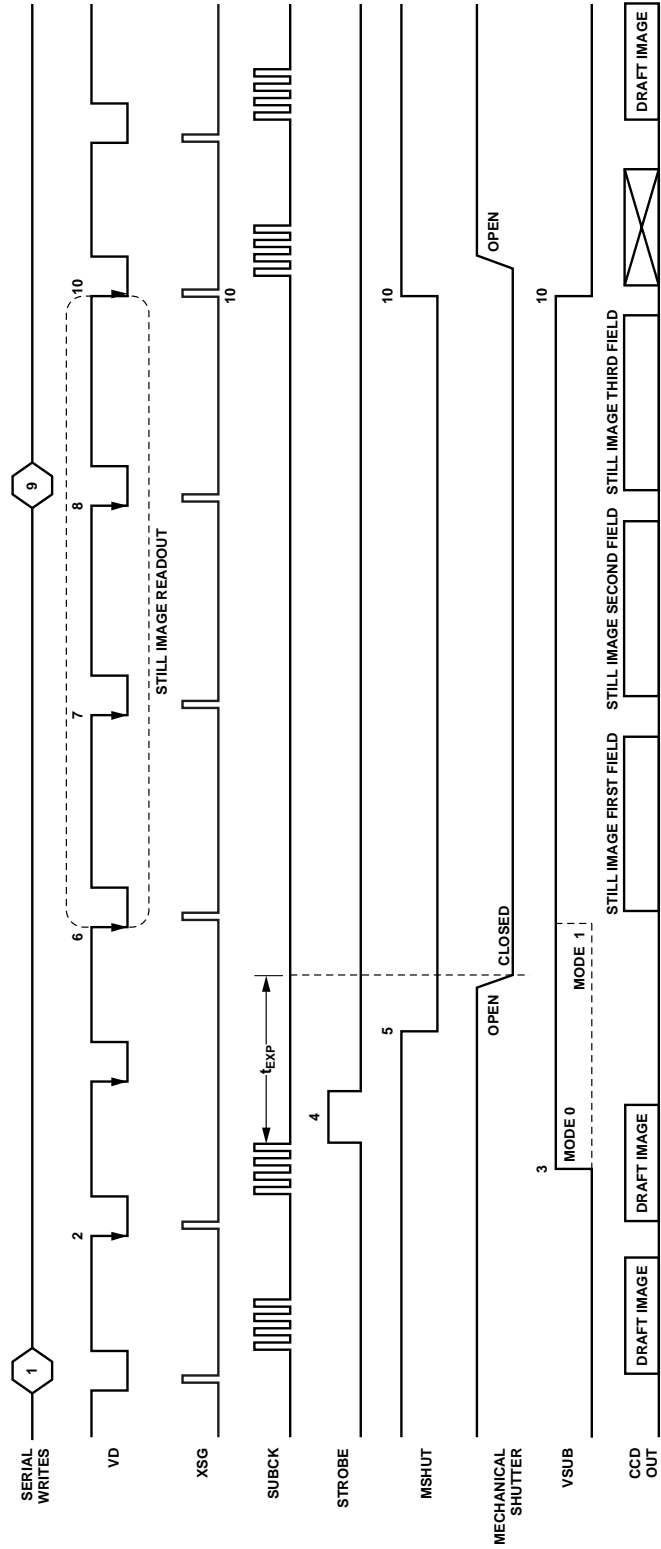 SERIAL
WRITES
1
9
VD
2
6
7
8
10
STILL IMAGE READOUT
XSG
10
SUBCK
tEXP
STROBE
4
MSHUT
5
10
MECHANICAL
SHUTTER
OPEN
CLOSED
OPEN
VSUB
3
MODE 0
MODE 1
10
CCD
OUT
DRAFT IMAGE
DRAFT IMAGE
STILL IMAGE FIRST FIELD
STILL IMAGE SECOND FIELD
STILL IMAGE THIRD FIELD
DRAFT IMAGE